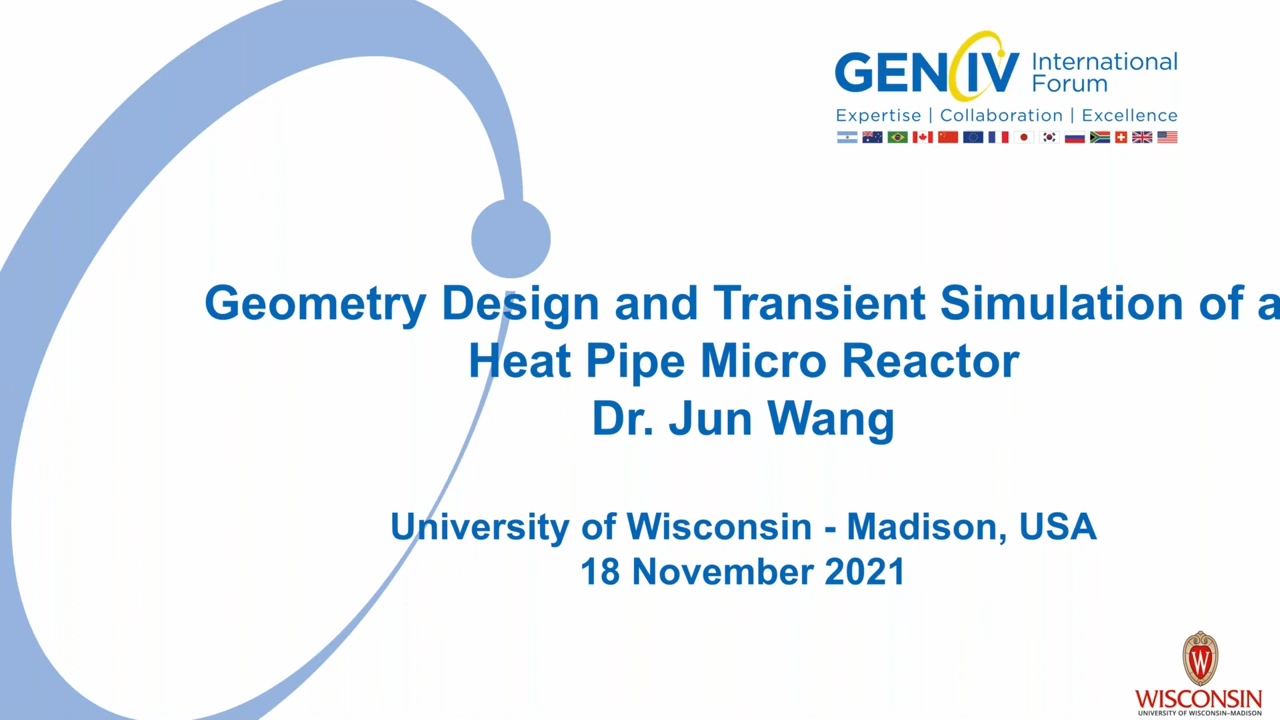 GEN IV International Forum
Expertise | Collaboration | Excellence
Geometry Design and Transient Simulation of a
Heat Pipe Micro Reactor
Dr. Jun Wang
University of Wisconsin - Madison, USA
18 November 2021
W
WISCONSIN
UNIVERSITY OF WISCONSIN–MADISON